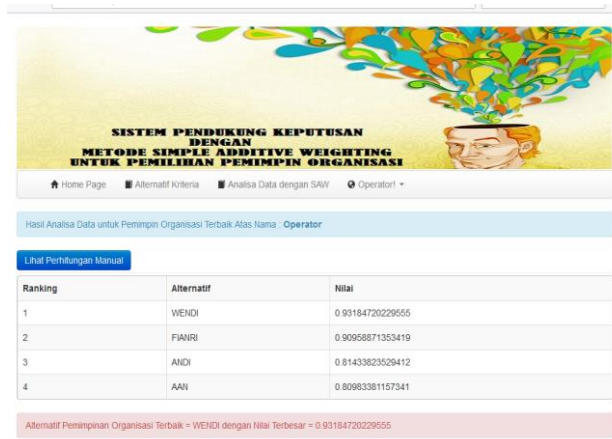 SISTEM PENDUKUNG KEPUTUSAN
DENGAN
METODE SIMPLE ADDITIVE WEIGHTING
UNTUK PEMILIHAN PEMIMPIN ORGANISASI
Home Page Alternatif Kriteria Analisa Data dengan SAW Operator!
Hasil Analisa Data untuk Pemimpin Organisasi Terbaik Atas Nama : Operator
Lihat Perhitungan Manual
Ranking Alternatif Nilai
1 WENDI 0.93184720229555
2 FIANRI 0.90958871353419
3 ANDI 0.81433823529412
4 AAN 0.80983381157341
Alternatif Pemimpinan Organisasi Terbaik = WENDI dengan Nilai Terbesar = 0.93184720229555